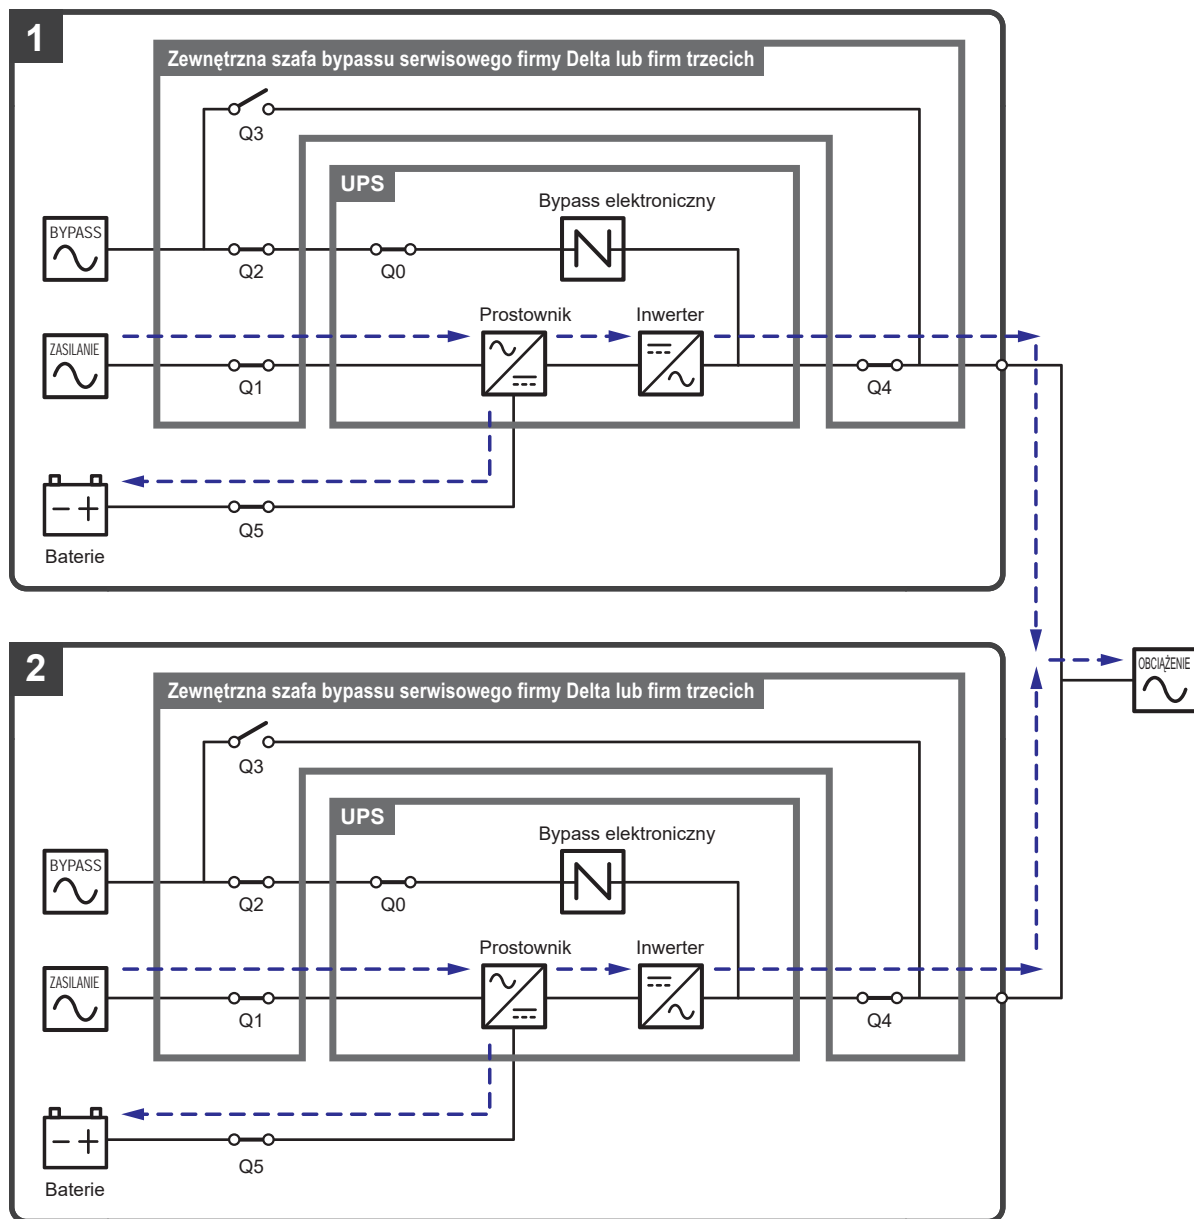 1
Zewnętrzna szafa bypassu serwisowego firmy Delta lub firm trzecich
Q3
UPS
Bypass elektroniczny
BYPASS
Q2
Q0
Prostownik
Inwerter
ZASILANIE
Q1
Q4
Q5
Baterie
OBCIĄŻENIE
2
Zewnętrzna szafa bypassu serwisowego firmy Delta lub firm trzecich
Q3
UPS
Bypass elektroniczny
BYPASS
Q2
Q0
Prostownik
Inwerter
ZASILANIE
Q1
Q4
Q5
Baterie